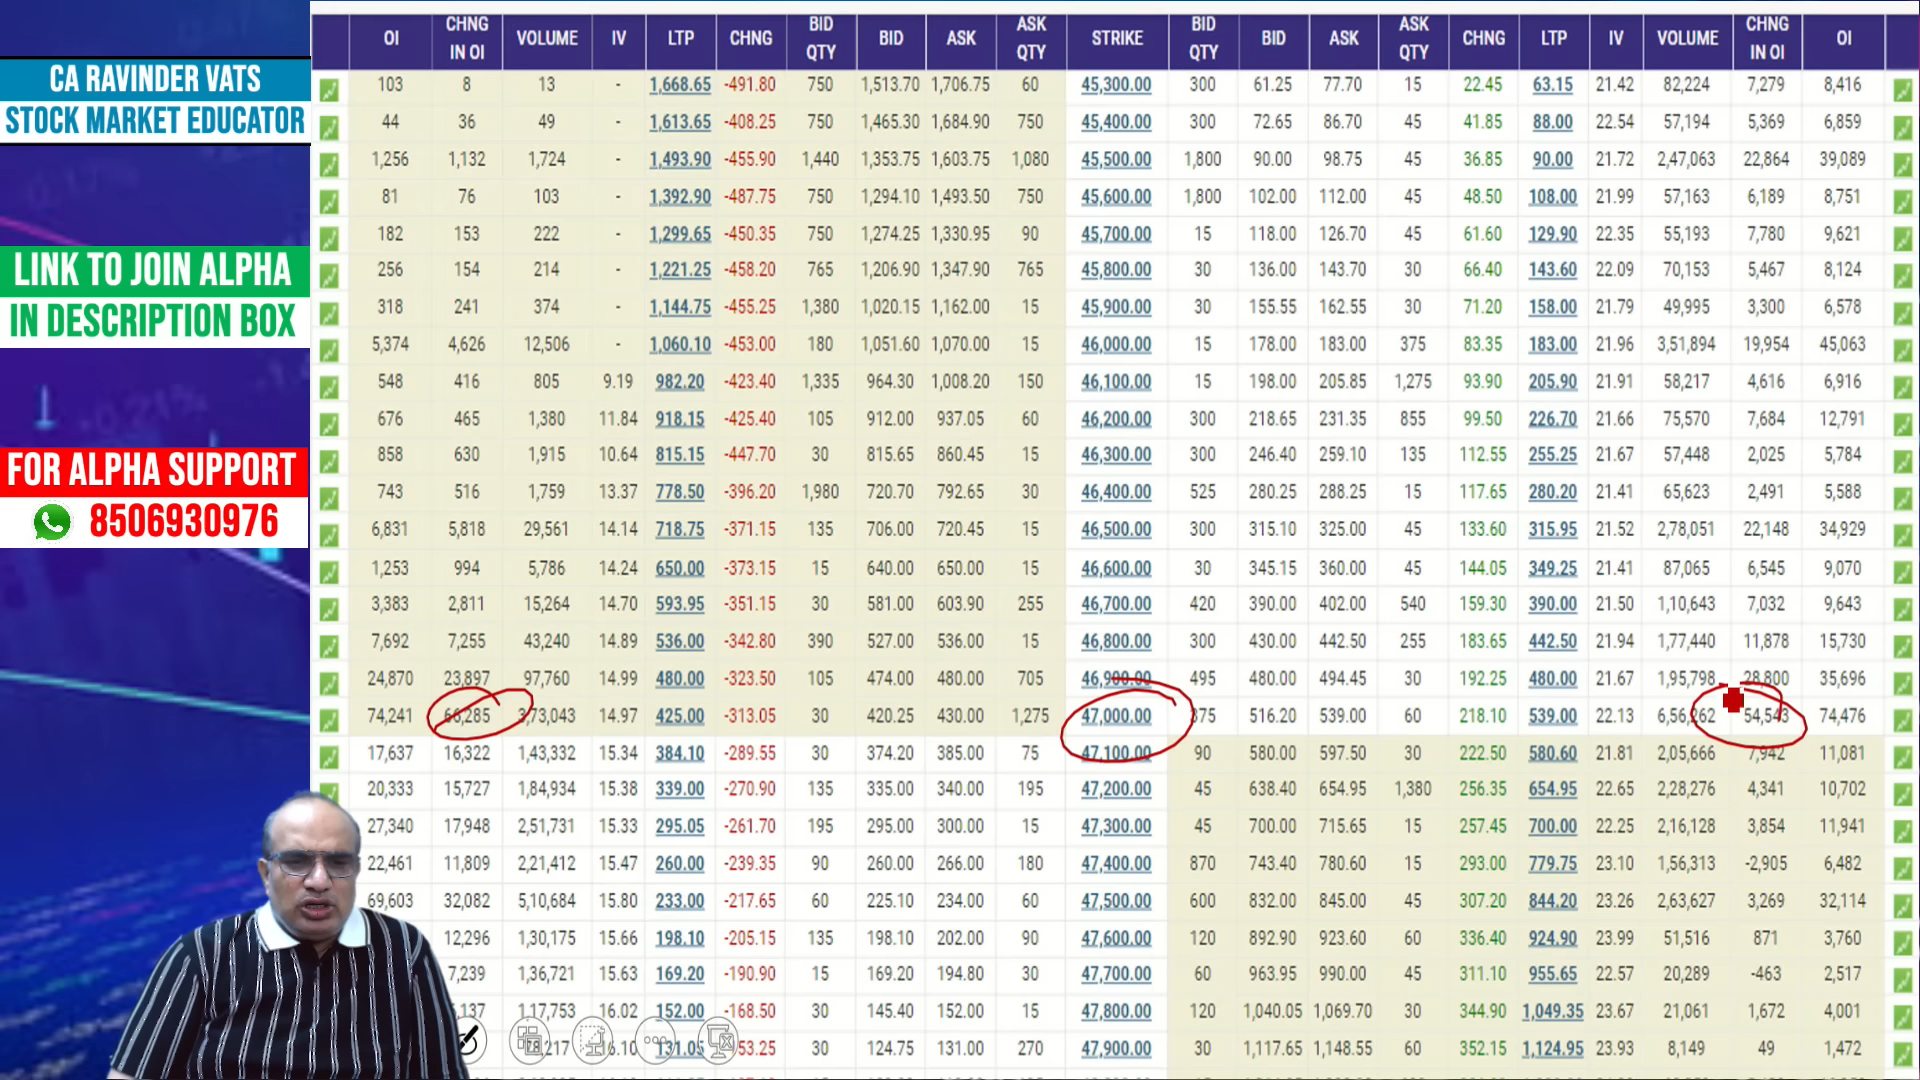 CA RAVINDER VATS
STOCK MARKET EDUCATOR
LINK TO JOIN ALPHA
IN DESCRIPTION BOX
FOR ALPHA SUPPORT
8506930976
OI CHNG IN OI VOLUME IV LTP CHNG BID QTY BID ASK ASK QTY STRIKE BID QTY BID ASK ASK QTY CHNG LTP IV VOLUME CHNG IN OI OI
103 8 13 - 1,668.65 -491.80 750 1,513.70 1,706.75 60 45,300.00 300 61.25 77.70 15 22.45 63.15 21.42 82,224 7,279 8,416
44 36 49 - 1,613.65 -408.25 750 1,465.30 1,684.90 750 45,400.00 300 72.65 86.70 45 41.85 88.00 22.54 57,194 5,369 6,859
1,256 1,132 1,724 - 1,493.90 -455.90 1,440 1,353.75 1,603.75 1,080 45,500.00 1,800 90.00 98.75 45 36.85 90.00 21.72 2,47,063 22,864 39,089
81 76 103 - 1,392.90 -487.75 750 1,294.10 1,493.50 750 45,600.00 1,800 102.00 112.00 45 48.50 108.00 21.99 57,163 6,189 8,751
182 153 222 - 1,299.65 -450.35 750 1,274.25 1,330.95 90 45,700.00 15 118.00 126.70 45 61.60 129.90 22.35 55,193 7,780 9,621
256 154 214 - 1,221.25 -458.20 765 1,206.90 1,347.90 765 45,800.00 30 136.00 143.70 30 66.40 143.60 22.09 70,153 5,467 8,124
318 241 374 - 1,144.75 -455.25 1,380 1,020.15 1,162.00 15 45,900.00 30 155.55 162.55 30 71.20 158.00 21.79 49,995 3,300 6,578
5,374 4,626 12,506 - 1,060.10 -453.00 180 1,051.60 1,070.00 15 46,000.00 15 178.00 183.00 375 83.35 183.00 21.96 3,51,894 19,954 45,063
548 416 805 9.19 982.20 -423.40 1,335 964.30 1,008.20 150 46,100.00 15 198.00 205.85 1,275 93.90 205.90 21.91 58,217 4,616 6,916
676 465 1,380 11.84 918.15 -425.40 105 912.00 937.05 60 46,200.00 300 218.65 231.35 855 99.50 226.70 21.66 75,570 7,684 12,791
858 630 1,915 10.64 815.15 -447.70 30 815.65 860.45 15 46,300.00 300 246.40 259.10 135 112.55 255.25 21.67 57,448 2,025 5,784
743 516 1,759 13.37 778.50 -396.20 1,980 720.70 792.65 30 46,400.00 525 280.25 288.25 15 117.65 280.20 21.41 65,623 2,491 5,588
6,831 5,818 29,561 14.14 718.75 -371.15 135 706.00 720.45 15 46,500.00 300 315.10 325.00 45 133.60 315.95 21.52 2,78,051 22,148 34,929
1,253 994 5,786 14.24 650.00 -373.15 15 640.00 650.00 15 46,600.00 30 345.15 360.00 45 144.05 349.25 21.41 87,065 6,545 9,070
3,383 2,811 15,264 14.70 593.95 -351.15 30 581.00 603.90 255 46,700.00 420 390.00 402.00 540 159.30 390.00 21.50 1,10,643 7,032 9,643
7,692 7,255 43,240 14.89 536.00 -342.80 390 527.00 536.00 15 46,800.00 300 430.00 442.50 255 183.65 442.50 21.94 1,77,440 11,878 15,730
24,870 23,897 97,760 14.99 480.00 -323.50 105 474.00 480.00 705 46,900.00 495 480.00 494.45 30 192.25 480.00 21.67 1,95,798 28,800 35,696
74,241 66,285 3,73,043 14.97 425.00 -313.05 30 420.25 430.00 1,275 47,000.00 375 516.20 539.00 60 218.10 539.00 22.13 6,56,262 54,543 74,476
17,637 16,322 1,43,332 15.34 384.10 -289.55 30 374.20 385.00 75 47,100.00 90 580.00 597.50 30 222.50 580.60 21.81 2,05,666 7,942 11,081
20,333 15,727 1,84,934 15.38 339.00 -270.90 135 335.00 340.00 195 47,200.00 45 638.40 654.95 1,380 256.35 654.95 22.65 2,28,276 4,341 10,702
27,340 17,948 2,51,731 15.33 295.05 -261.70 195 295.00 300.00 15 47,300.00 45 700.00 715.65 15 257.45 700.00 22.25 2,16,128 3,854 11,941
22,461 11,809 2,21,412 15.47 260.00 -239.35 90 260.00 266.00 180 47,400.00 870 743.40 780.60 15 293.00 779.75 23.10 1,56,313 -2,905 6,482
69,603 32,082 5,10,684 15.80 233.00 -217.65 60 225.10 234.00 60 47,500.00 600 832.00 845.00 45 307.20 844.20 23.26 2,63,627 3,269 32,114
12,296 1,30,175 15.66 198.10 -205.15 135 198.10 202.00 90 47,600.00 120 892.90 923.60 60 336.40 924.90 23.99 51,516 871 3,760
7,239 1,36,721 15.63 169.20 -190.90 15 169.20 194.80 30 47,700.00 60 963.95 990.00 45 311.10 955.65 22.57 20,289 -463 2,517
,137 1,17,753 16.02 152.00 -168.50 30 145.40 152.00 15 47,800.00 120 1,040.05 1,069.70 30 344.90 1,049.35 23.67 21,061 1,672 4,001
131.05 30 124.75 131.00 270 47,900.00 30 1,117.65 1,148.55 60 352.15 1,124.95 23.93 8,149 49 1,472